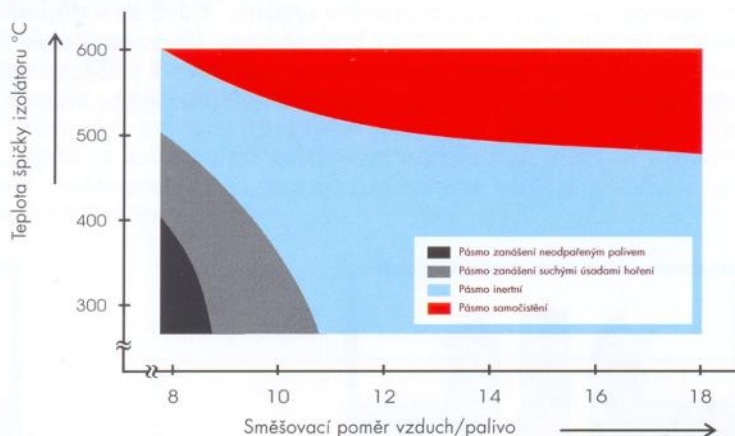 Teplota špičky izolátoru °C
600
500
400
300
Pásmo zanášení neodpařeným palivem
Pásmo zanášení suchými úsadami hoření
Pásmo inertní
Pásmo samočistění
8 10 12 14 16 18
Směšovací poměr vzduch/palivo